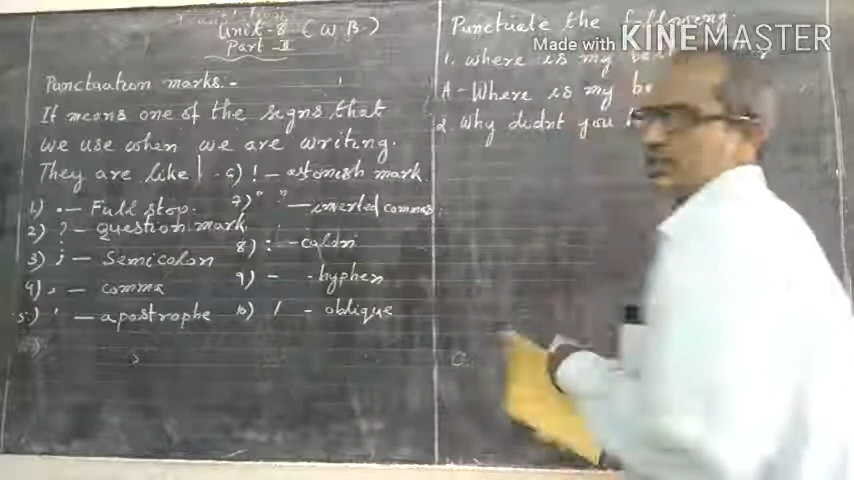 Unit-8 (W B.)
Part-II
Punctuation marks:-
It means one of the signs that
we use when we are writing.
They are like
1) . - Full stop.
2) ? - question mark
3) ; - Semicolon
4) , - comma
5) ' - apostrophe
6) ! - astonish mark
7) " " - inverted commas
8) : - colon
9) - - hyphen
10) / - oblique
Punctuate the following:
1. where is my
A - Where is my
2. Why didnt you
Made with KINEMASTER